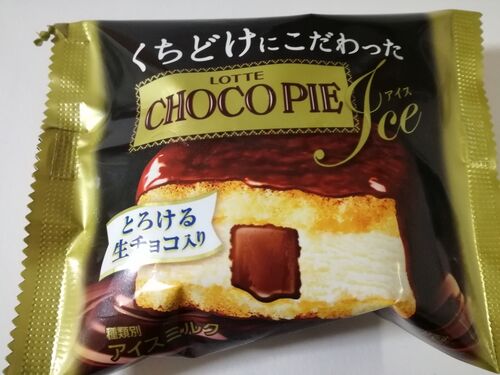 くちどけにこだわった
LOTTE
CHOCO PIE
アイス
Ice
とろける
生チョコ入り
種類別
アイスミルク